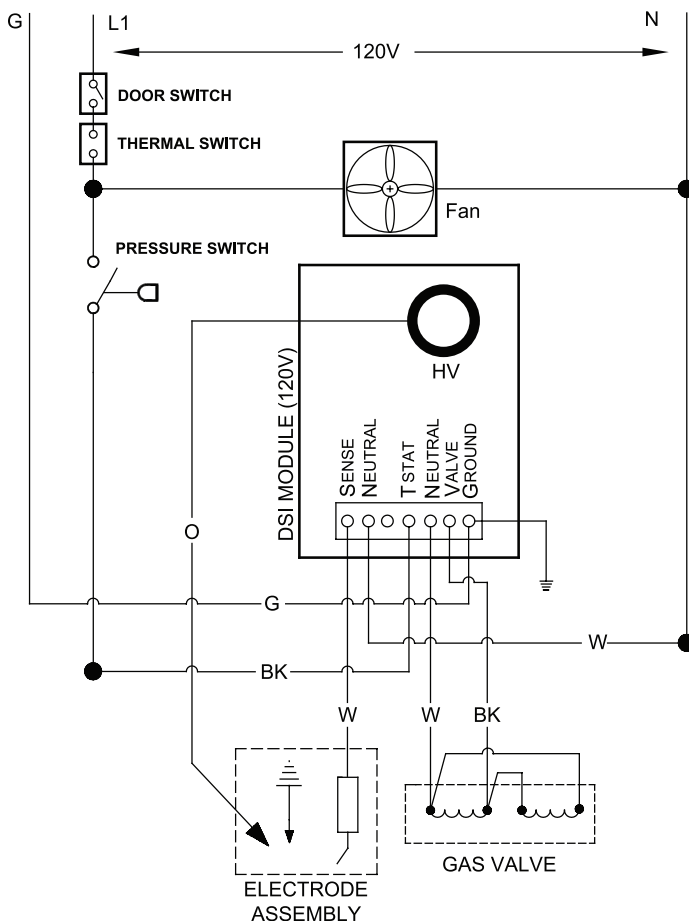 G
L1
N
120V
DOOR SWITCH
THERMAL SWITCH
Fan
PRESSURE SWITCH
HV
DSI MODULE (120V)
SENSE
NEUTRAL
TSTAT
NEUTRAL
VALVE
GROUND
O
G
W
BK
W
W
BK
GAS VALVE
ELECTRODE
ASSEMBLY